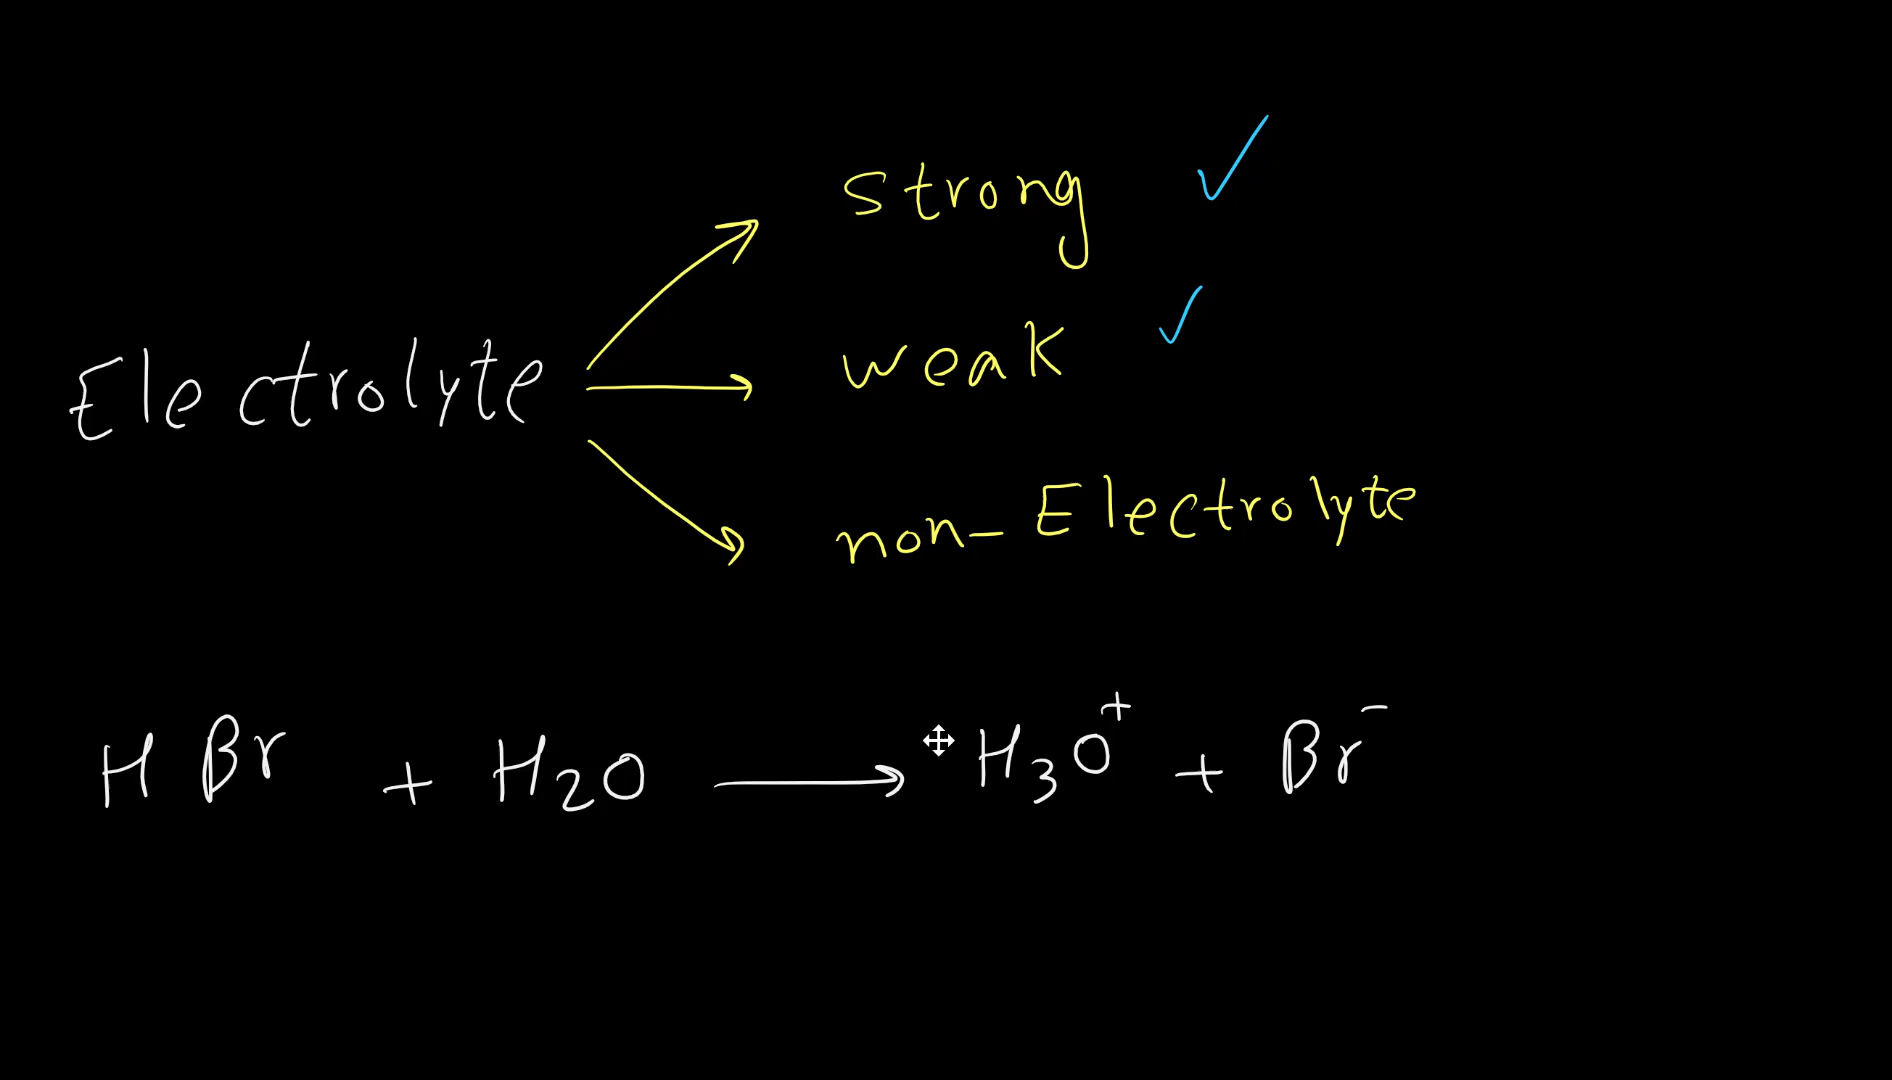 strong
weak
Electrolyte
non-Electrolyte
HBr + H₂O → H₃O⁺ + Br⁻